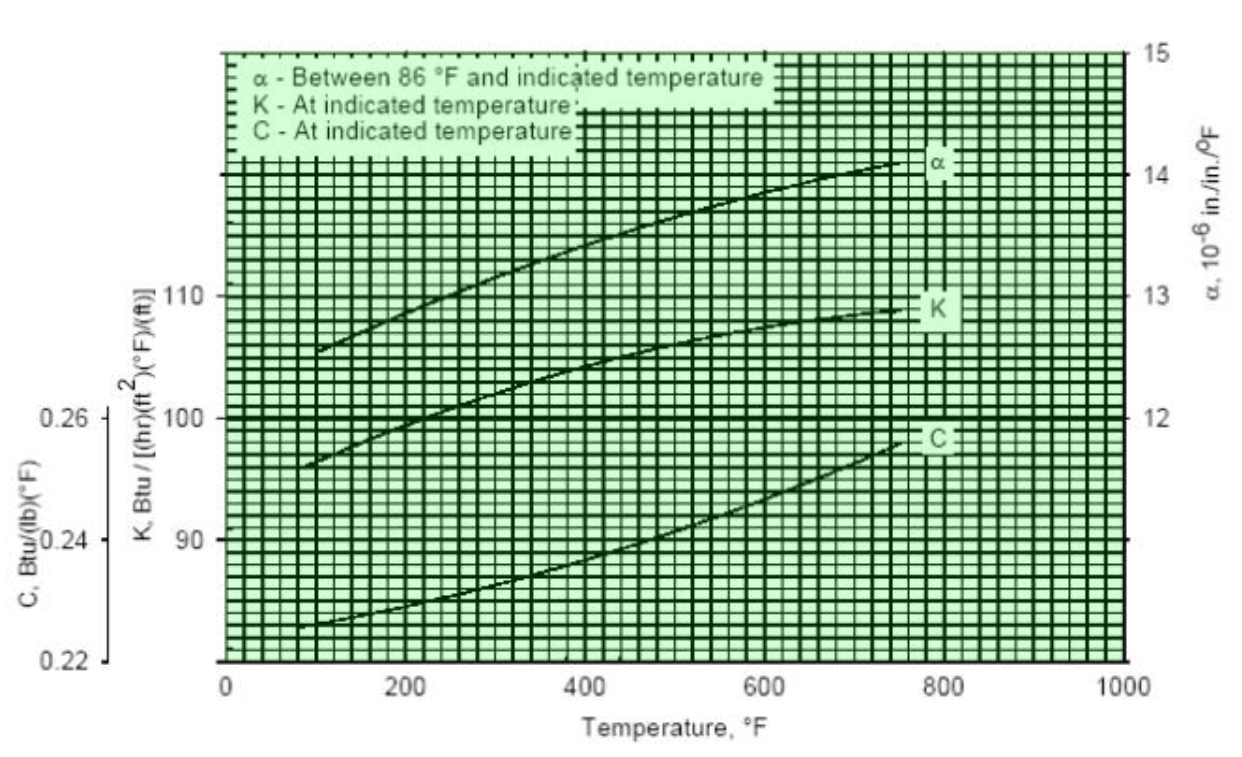 α - Between 86 °F and indicated temperature
K - At indicated temperature
C - At indicated temperature
15
14
13
12
α, 10⁻⁶ in./in./°F
α
K
C
110
100
90
K, Btu / [(hr)(ft²)(°F)/(ft)]
0.26
0.24
0.22
C, Btu/(lb)(°F)
0
200
400
600
800
1000
Temperature, °F